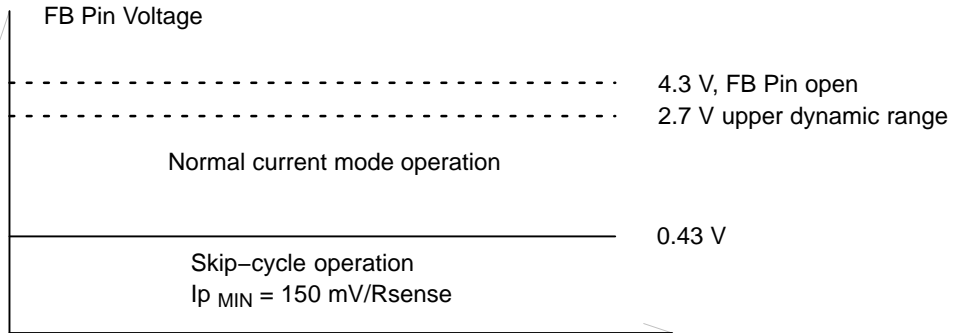 FB Pin Voltage
4.3 V, FB Pin open
2.7 V upper dynamic range
Normal current mode operation
0.43 V
Skip−cycle operation
Ip MIN = 150 mV/Rsense